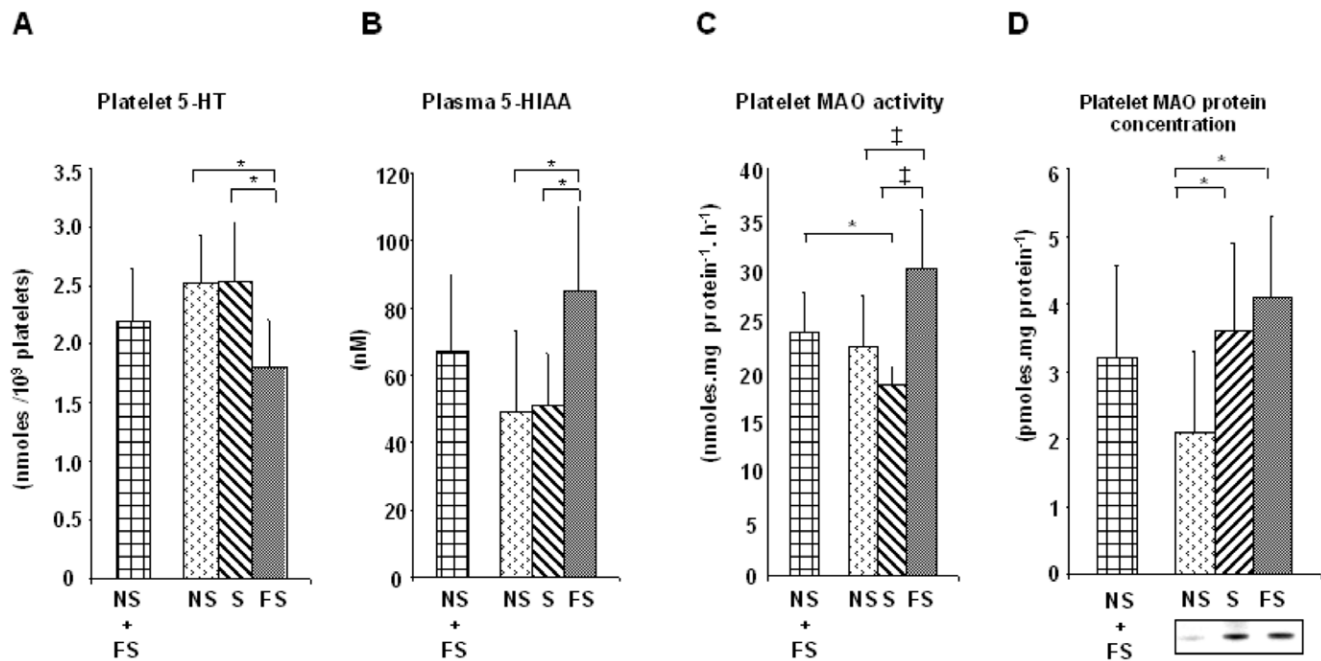 A
Platelet 5-HT
(nmoles /10⁹ platelets)
3.5
3.0
2.5
2.0
1.5
1.0
0.5
0
*
*
NS
+
FS
NS S FS
B
Plasma 5-HIAA
(nM)
120
100
80
60
40
20
0
*
*
NS
+
FS
NS S FS
C
Platelet MAO activity
(nmoles.mg protein⁻¹. h⁻¹)
40
35
30
25
20
15
10
5
0
‡
‡
*
NS
+
FS
NS S FS
D
Platelet MAO protein
concentration
(pmoles.mg protein⁻¹)
6
5
4
3
2
1
0
*
*
NS
+
FS
NS S FS